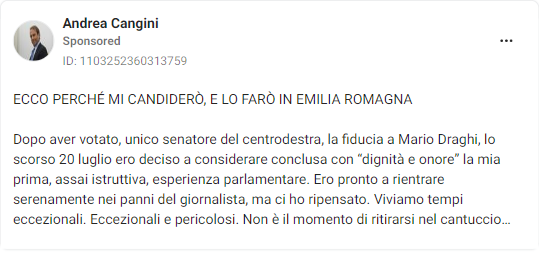 Andrea Cangini
Sponsored
ID: 1103252360313759
ECCO PERCHÉ MI CANDIDERÒ, E LO FARÒ IN EMILIA ROMAGNA
Dopo aver votato, unico senatore del centrodestra, la fiducia a Mario Draghi, lo
scorso 20 luglio ero deciso a considerare conclusa con “dignità e onore” la mia
prima, assai istruttiva, esperienza parlamentare. Ero pronto a rientrare
serenamente nei panni del giornalista, ma ci ho ripensato. Viviamo tempi
eccezionali. Eccezionali e pericolosi. Non è il momento di ritirarsi nel cantuccio...